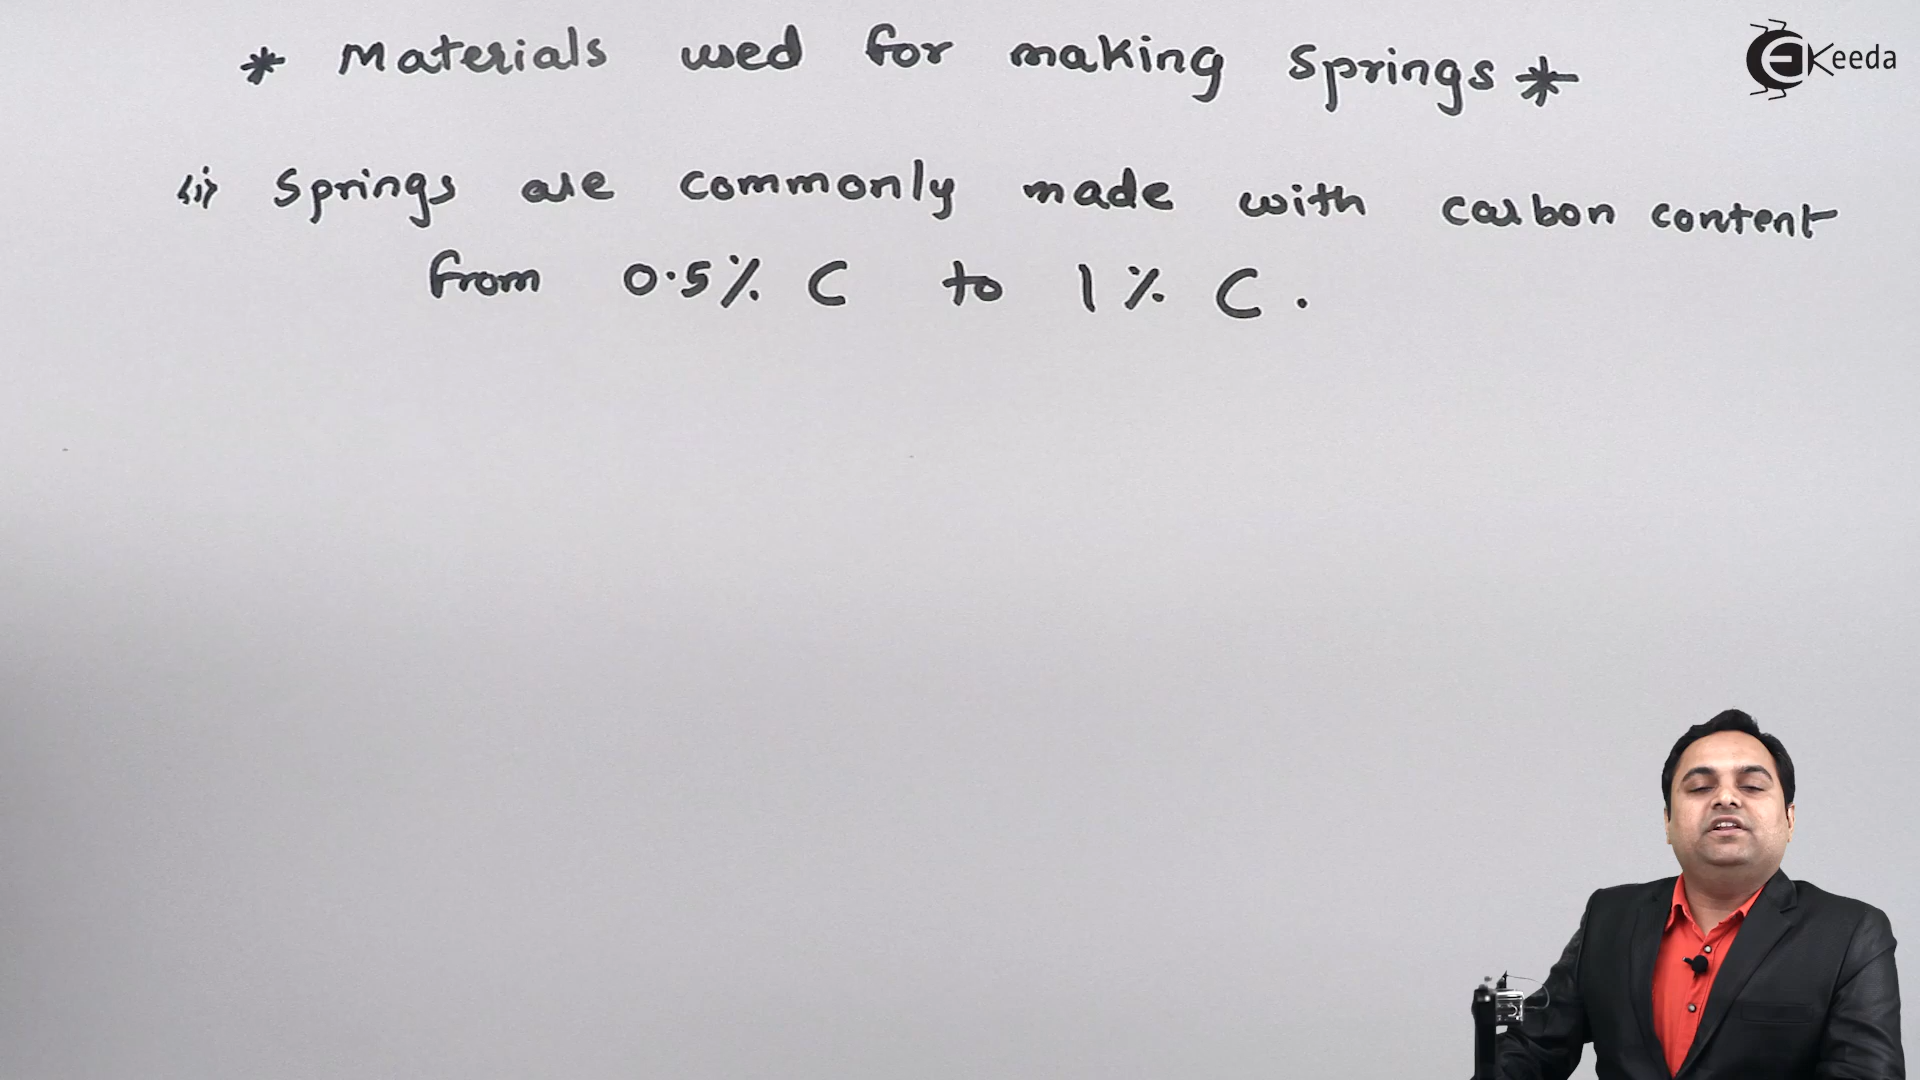 * Materials used for making springs *
Keeda
(i) Springs are commonly made with carbon content
from 0.5% C to 1% C.